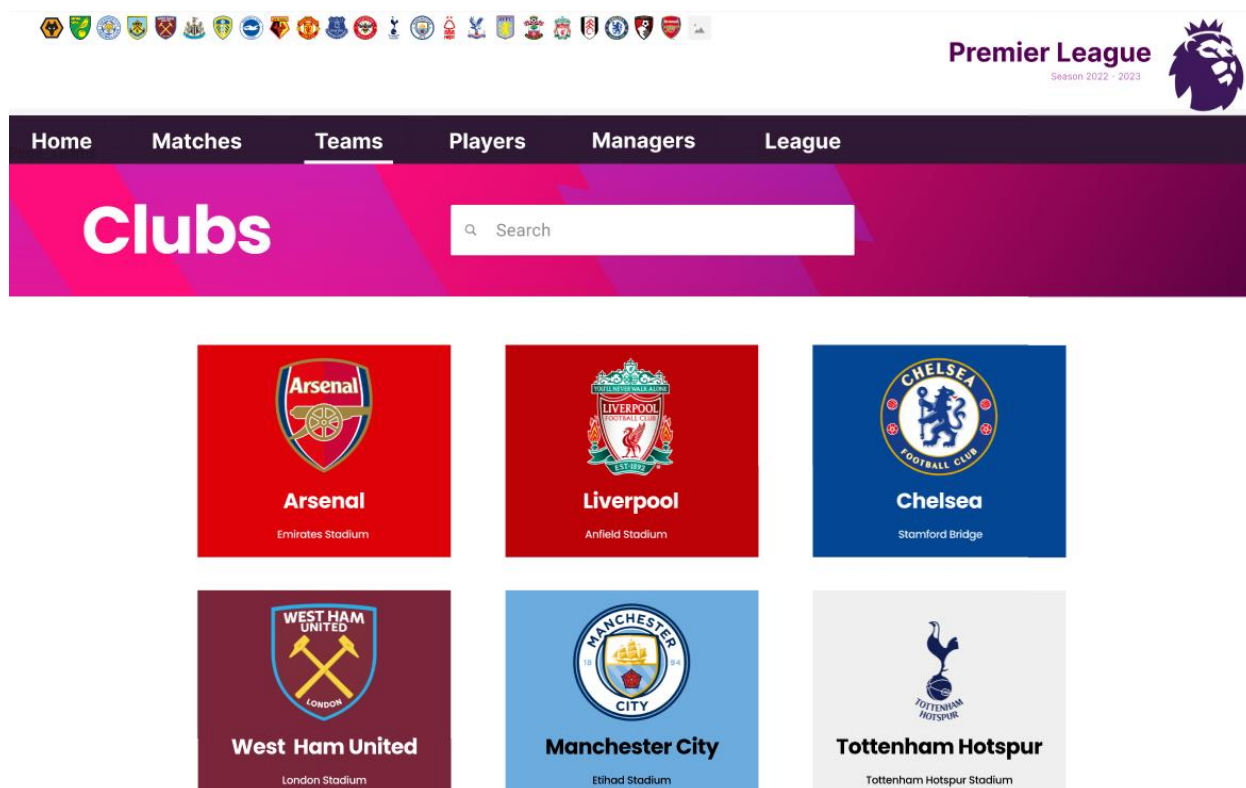 Premier League
Season 2022 - 2023
Home Matches Teams Players Managers League
Clubs
Search
Arsenal
Arsenal
Emirates Stadium
YOU'LL NEVER WALK ALONE
LIVERPOOL
FOOTBALL CLUB
EST·1892
Liverpool
Anfield Stadium
CHELSEA
FOOTBALL CLUB
Chelsea
Stamford Bridge
WEST HAM
UNITED
LONDON
West Ham United
London Stadium
MANCHESTER
18 94
CITY
Manchester City
Etihad Stadium
TOTTENHAM
HOTSPUR
Tottenham Hotspur
Tottenham Hotspur Stadium